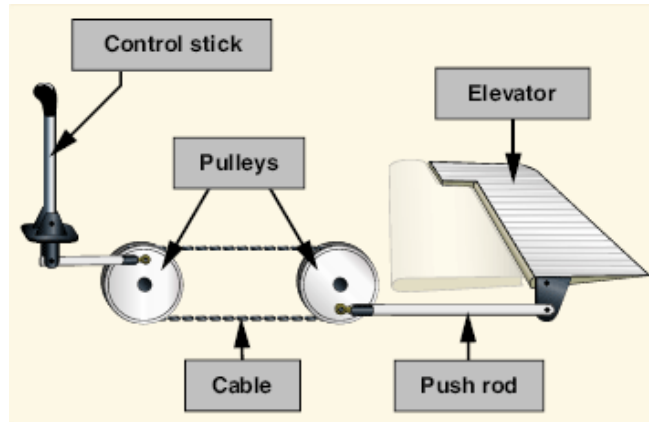 Control stick
Elevator
Pulleys
Cable
Push rod